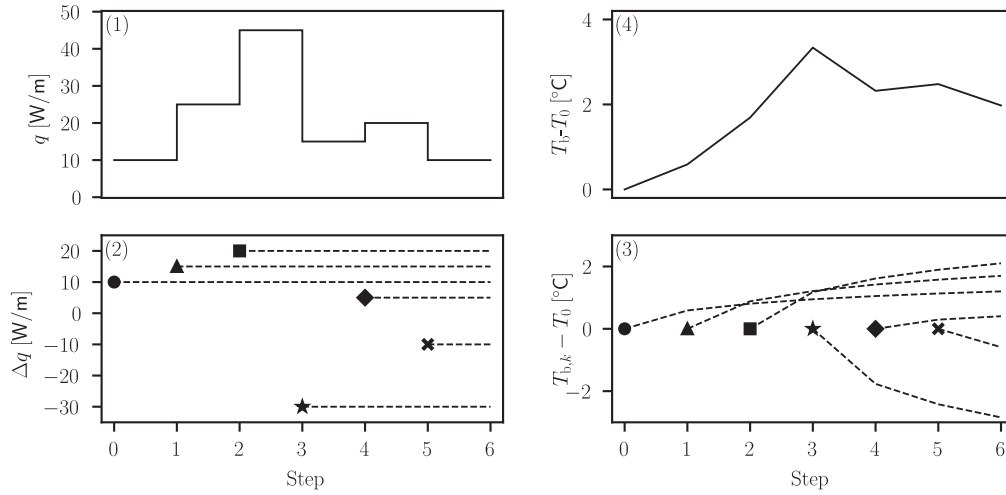 (1)
50
40
30
20
10
0
q [W/m]
(4)
4
2
0
T_b-T_0 [°C]
(2)
20
10
0
−10
−20
−30
Δq [W/m]
0 1 2 3 4 5 6
Step
(3)
2
0
−2
T_{b,k} − T_0 [°C]
0 1 2 3 4 5 6
Step